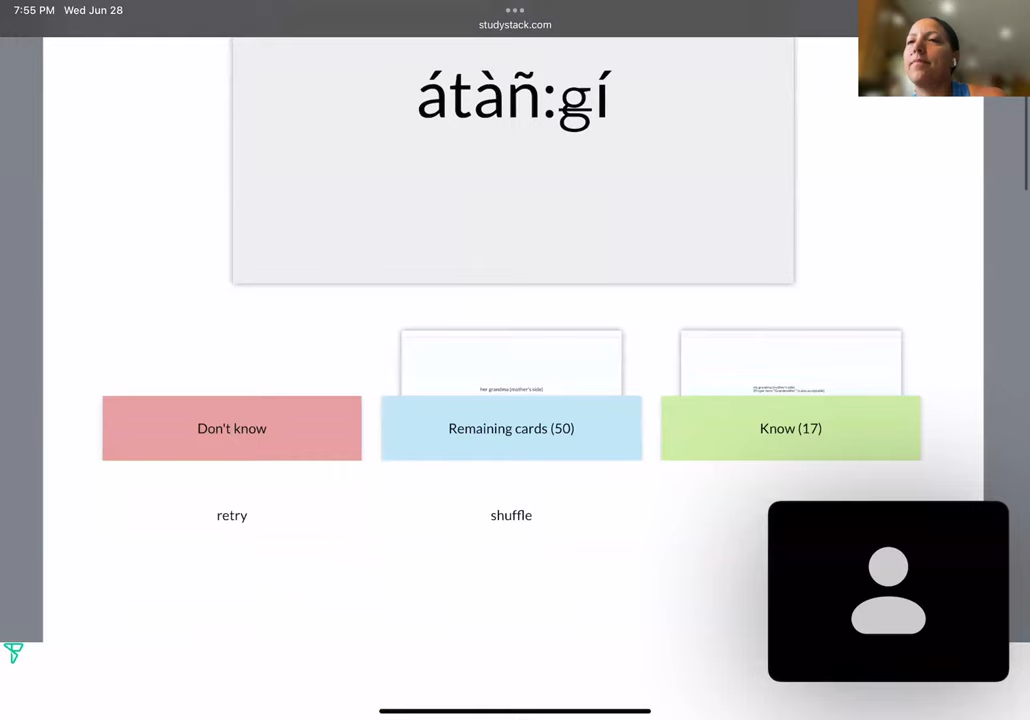 7:55 PM Wed Jun 28
studystack.com
átàñ:g̶í
her grandma (mother's side)
Don't know
Remaining cards (50)
Know (17)
retry
shuffle